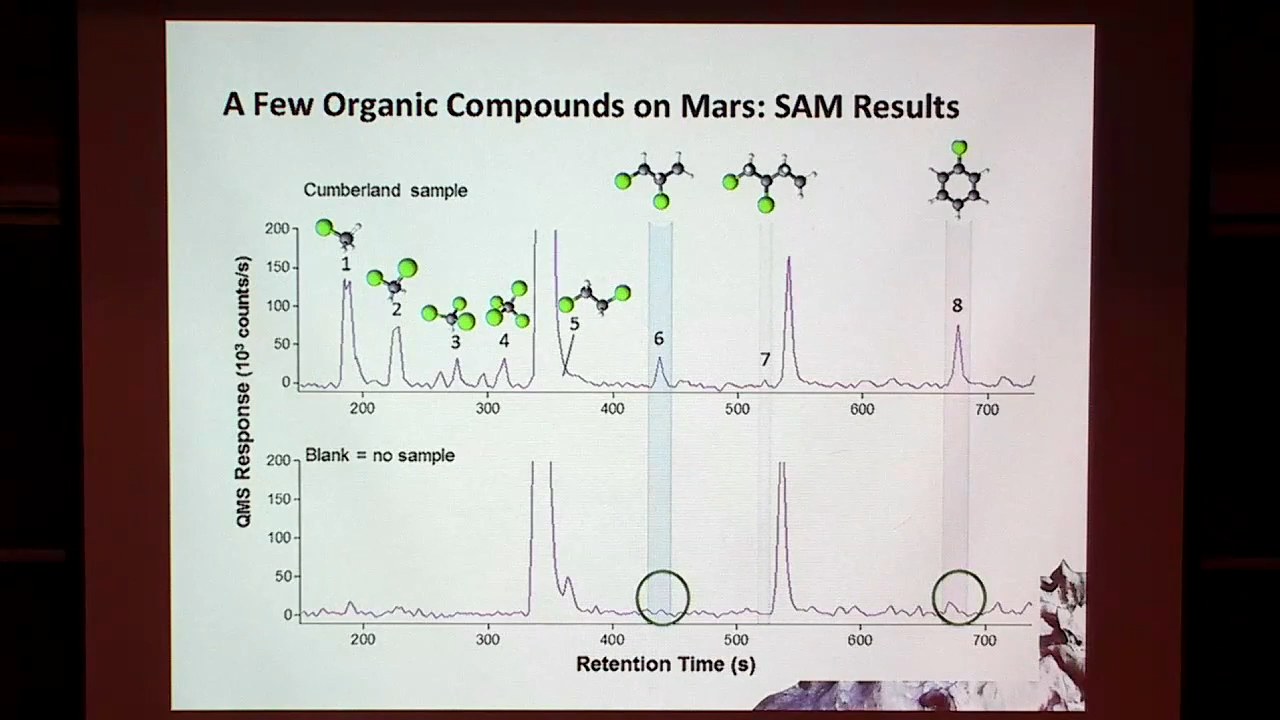 A Few Organic Compounds on Mars: SAM Results
Cumberland sample
QMS Response (10³ counts/s)
200
150
100
50
0
1
2
3
4
5
6
7
8
200 300 400 500 600 700
Blank = no sample
200
150
100
50
0
200 300 400 500 600 700
Retention Time (s)